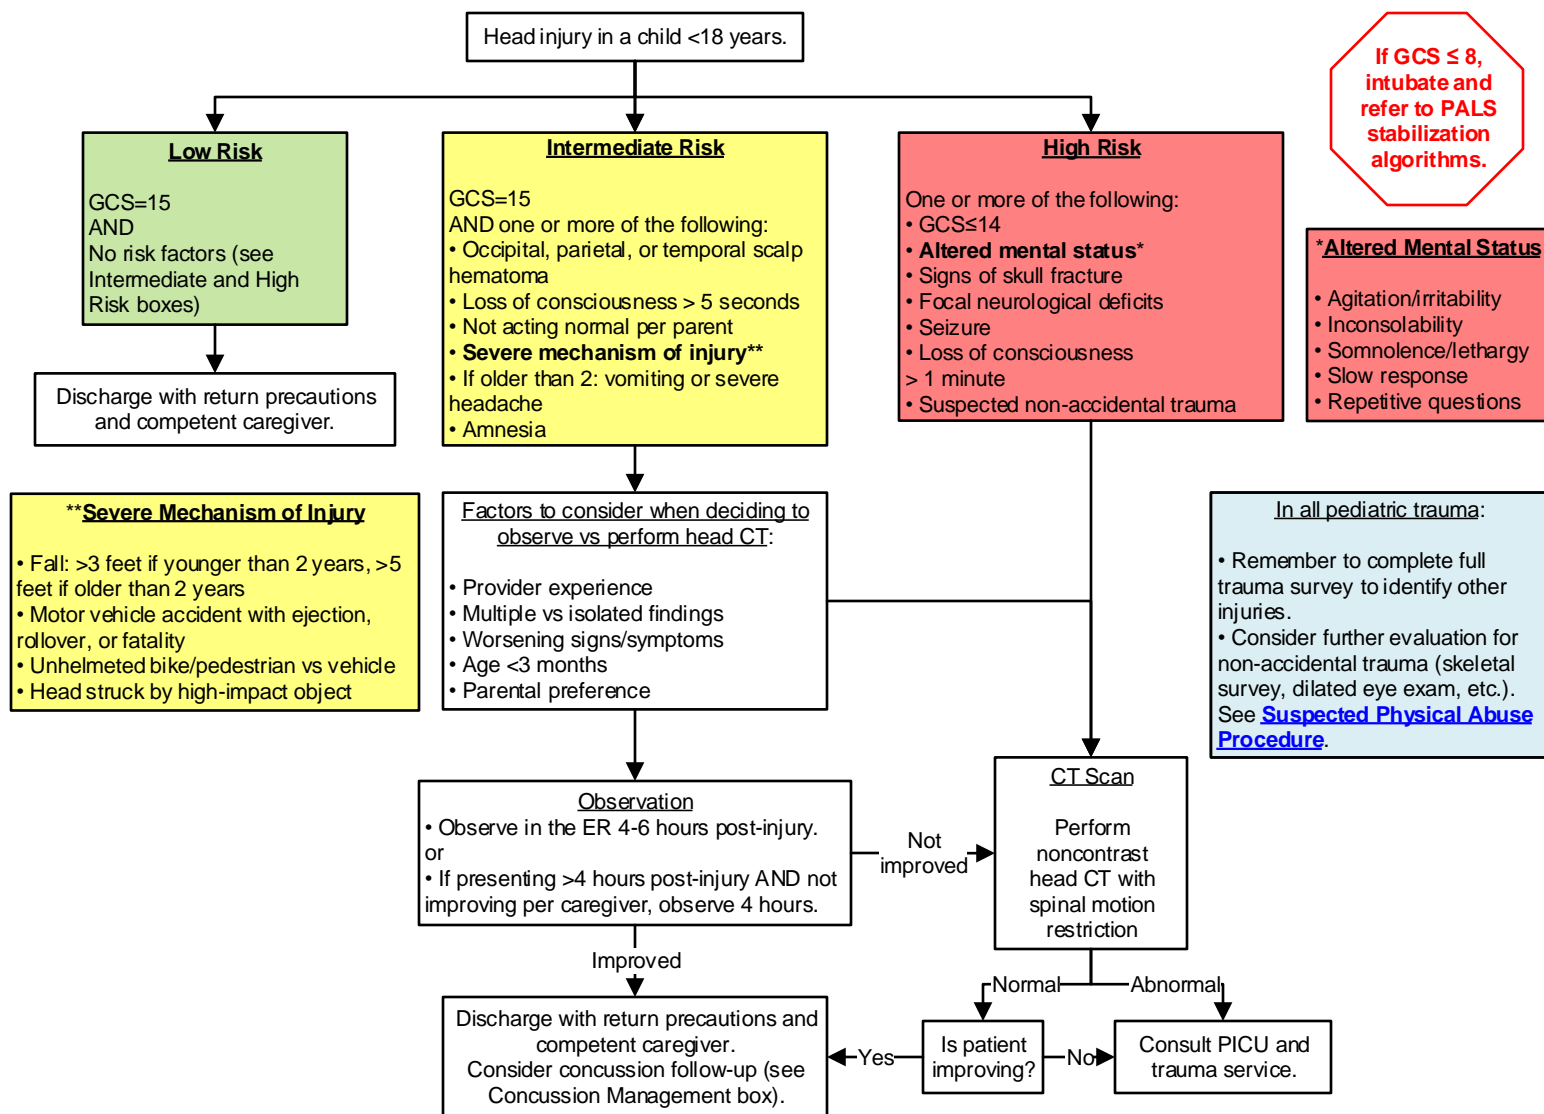 Head injury in a child <18 years.
If GCS ≤ 8,
intubate and
refer to PALS
stabilization
algorithms.
Low Risk
GCS=15
AND
No risk factors (see
Intermediate and High
Risk boxes)
Intermediate Risk
GCS=15
AND one or more of the following:
• Occipital, parietal, or temporal scalp
hematoma
• Loss of consciousness > 5 seconds
• Not acting normal per parent
• Severe mechanism of injury**
• If older than 2: vomiting or severe
headache
• Amnesia
High Risk
One or more of the following:
• GCS≤14
• Altered mental status*
• Signs of skull fracture
• Focal neurological deficits
• Seizure
• Loss of consciousness
> 1 minute
• Suspected non-accidental trauma
*Altered Mental Status
• Agitation/irritability
• Inconsolability
• Somnolence/lethargy
• Slow response
• Repetitive questions
Discharge with return precautions
and competent caregiver.
**Severe Mechanism of Injury
• Fall: >3 feet if younger than 2 years, >5
feet if older than 2 years
• Motor vehicle accident with ejection,
rollover, or fatality
• Unhelmeted bike/pedestrian vs vehicle
• Head struck by high-impact object
Factors to consider when deciding to
observe vs perform head CT:
• Provider experience
• Multiple vs isolated findings
• Worsening signs/symptoms
• Age <3 months
• Parental preference
In all pediatric trauma:
• Remember to complete full
trauma survey to identify other
injuries.
• Consider further evaluation for
non-accidental trauma (skeletal
survey, dilated eye exam, etc.).
See Suspected Physical Abuse
Procedure.
Observation
• Observe in the ER 4-6 hours post-injury.
or
• If presenting >4 hours post-injury AND not
improving per caregiver, observe 4 hours.
Not
improved
CT Scan
Perform
noncontrast
head CT with
spinal motion
restriction
Improved
Normal
Abnormal
Discharge with return precautions and
competent caregiver.
Consider concussion follow-up (see
Concussion Management box).
Yes
Is patient
improving?
No
Consult PICU and
trauma service.